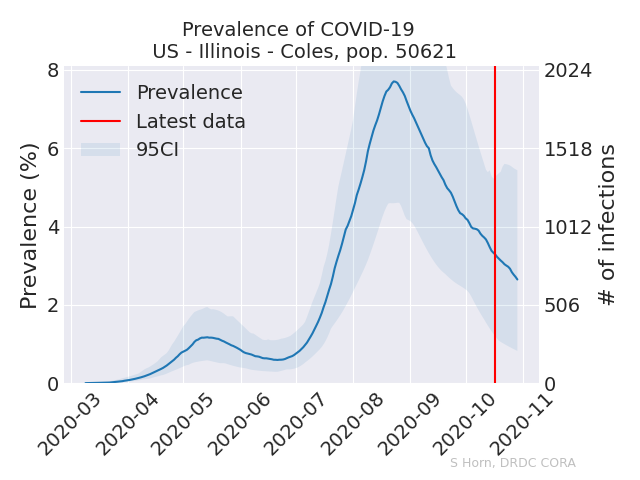 Prevalence of COVID-19
US - Illinois - Coles, pop. 50621
Prevalence
Latest data
95CI
Prevalence (%)
8
6
4
2
0
2024
1518
1012
506
0
# of infections
2020-03
2020-04
2020-05
2020-06
2020-07
2020-08
2020-09
2020-10
2020-11
S Horn, DRDC CORA